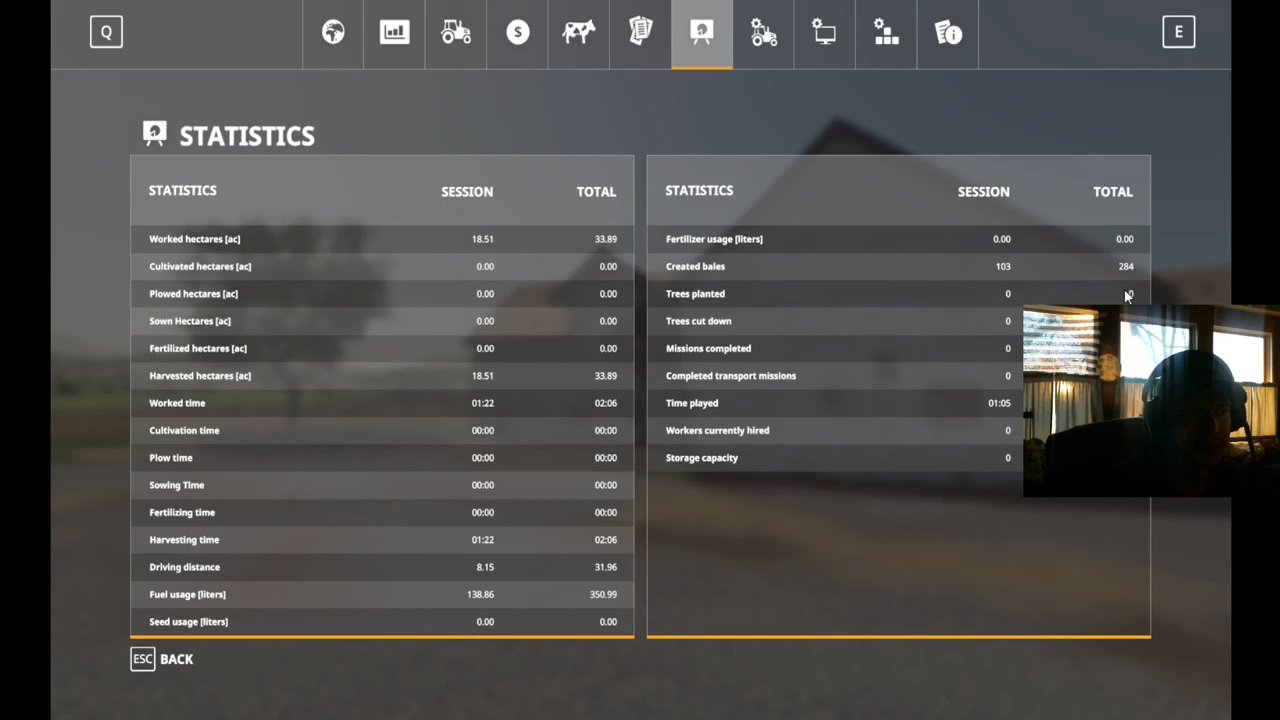 Q
E
STATISTICS
STATISTICS SESSION TOTAL
Worked hectares [ac] 18.51 33.89
Cultivated hectares [ac] 0.00 0.00
Plowed hectares [ac] 0.00 0.00
Sown Hectares [ac] 0.00 0.00
Fertilized hectares [ac] 0.00 0.00
Harvested hectares [ac] 18.51 33.89
Worked time 01:22 02:06
Cultivation time 00:00 00:00
Plow time 00:00 00:00
Sowing Time 00:00 00:00
Fertilizing time 00:00 00:00
Harvesting time 01:22 02:06
Driving distance 8.15 31.96
Fuel usage [liters] 138.86 350.99
Seed usage [liters] 0.00 0.00
STATISTICS SESSION TOTAL
Fertilizer usage [liters] 0.00 0.00
Created bales 103 284
Trees planted 0 0
Trees cut down 0
Missions completed 0
Completed transport missions 0
Time played 01:05
Workers currently hired 0
Storage capacity 0
ESC BACK